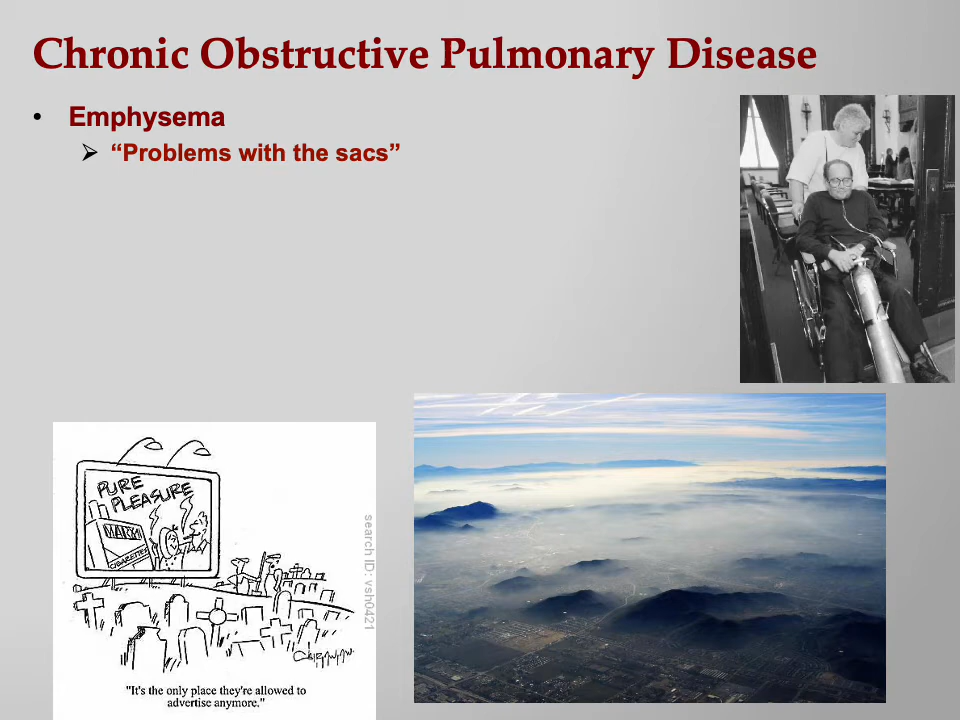 Chronic Obstructive Pulmonary Disease
• Emphysema
➢ “Problems with the sacs”
PURE
PLEASURE
CIGARETTES
search ID: vsh0421
"It's the only place they're allowed to
advertise anymore."